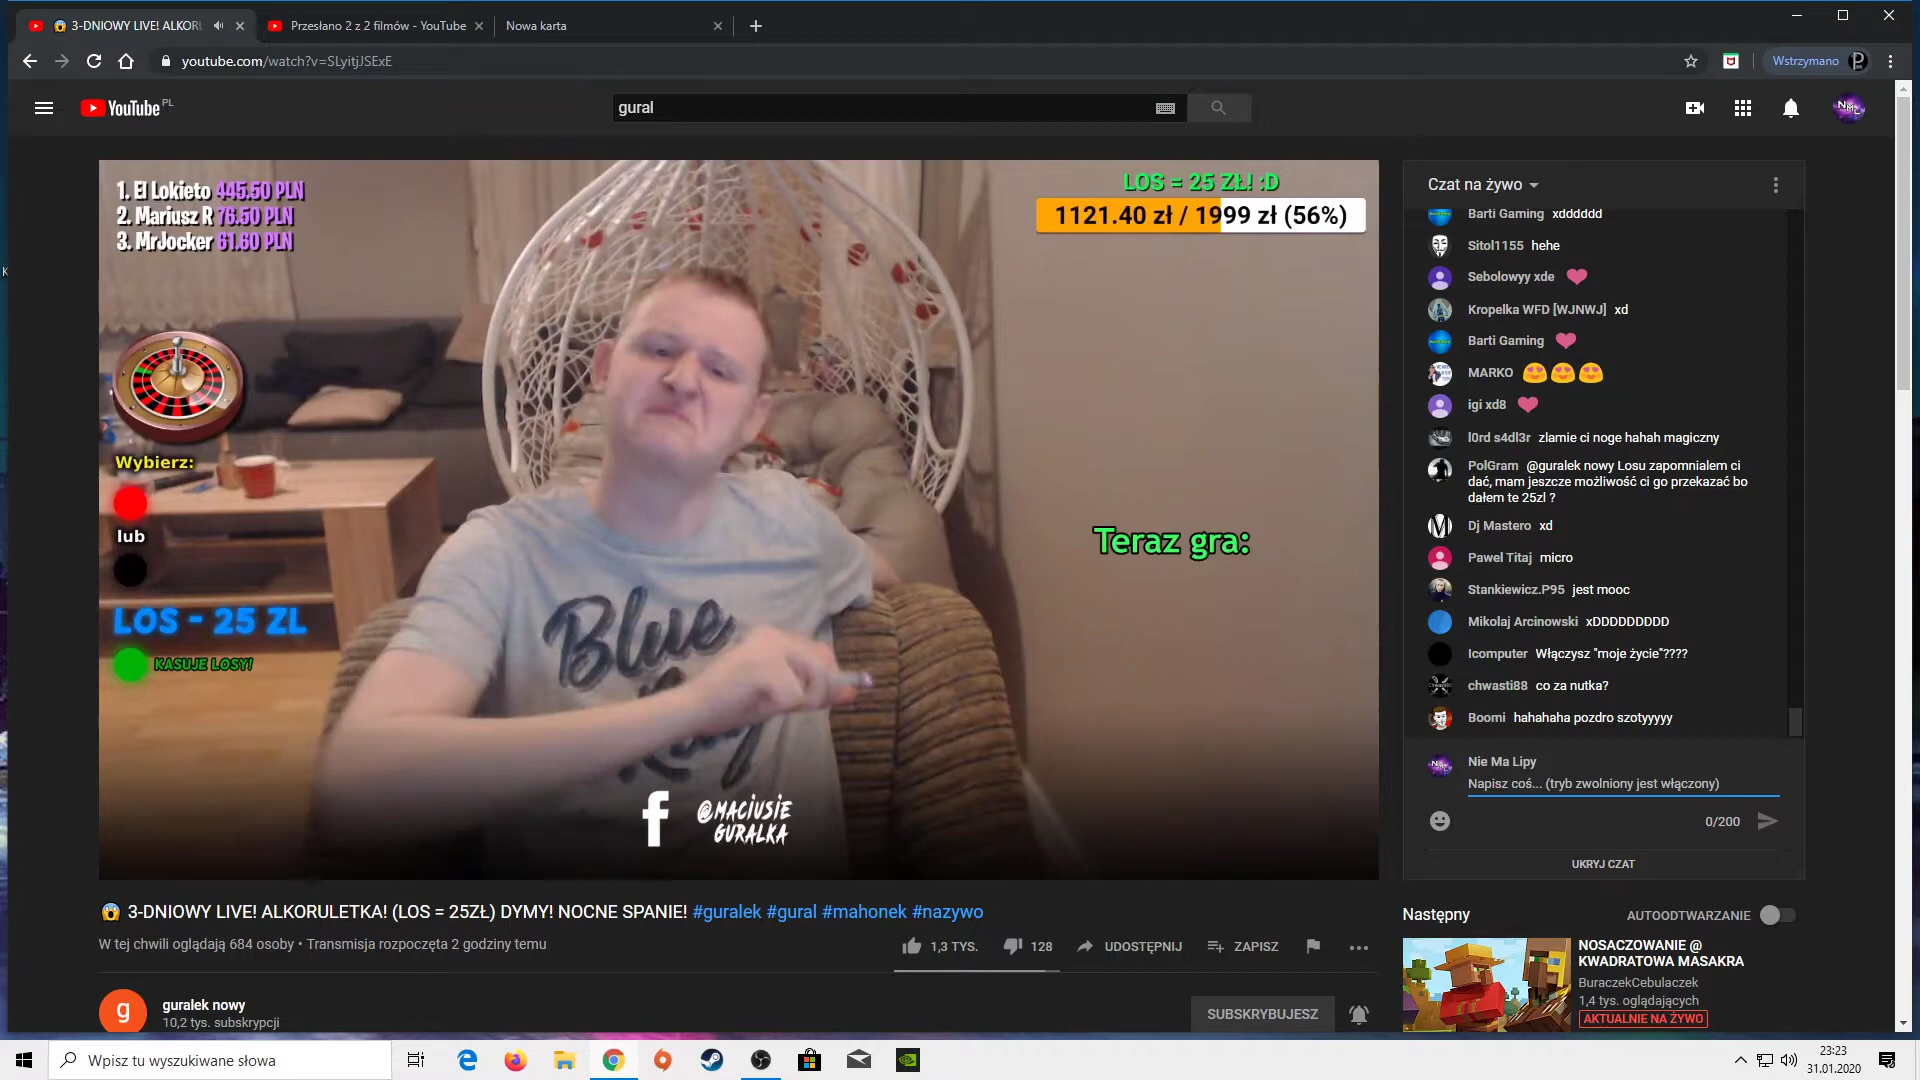 3-DNIOWY LIVE! ALKORUL
Przesłano 2 z 2 filmów - YouTube
Nowa karta
youtube.com/watch?v=SLyitjJSExE
Wstrzymano
YouTube PL
gural
1. El Lokieto 445.50 PLN
2. Mariusz R 76.50 PLN
3. MrJocker 61.60 PLN
LOS = 25 ZŁ! :D
1121.40 zł / 1999 zł (56%)
Wybierz:
lub
LOS - 25 ZL
KASUJE LOSY!
Teraz gra:
Blue
@MACIUSIE
GURALKA
Czat na żywo
Barti Gaming xdddddd
Sitol1155 hehe
Sebolowyy xde
Kropelka WFD [WJNWJ] xd
Barti Gaming
MARKO
igi xd8
l0rd s4dl3r zlamie ci noge hahah magiczny
PolGram @guralek nowy Losu zapomnialem ci
dać, mam jeszcze możliwość ci go przekazać bo
dałem te 25zl ?
Dj Mastero xd
Pawel Titaj micro
Stankiewicz.P95 jest mooc
Mikolaj Arcinowski xDDDDDDDDD
Icomputer Włączysz "moje życie"????
chwasti88 co za nutka?
Boomi hahahaha pozdro szotyyyyy
Nie Ma Lipy
Napisz coś... (tryb zwolniony jest włączony)
0/200
UKRYJ CZAT
3-DNIOWY LIVE! ALKORULETKA! (LOS = 25ZŁ) DYMY! NOCNE SPANIE! #guralek #gural #mahonek #nazywo
W tej chwili oglądają 684 osoby • Transmisja rozpoczęta 2 godziny temu
1,3 TYS.
128
UDOSTĘPNIJ
ZAPISZ
g
guralek nowy
10,2 tys. subskrypcji
SUBSKRYBUJESZ
Następny
AUTOODTWARZANIE
NOSACZOWANIE @
KWADRATOWA MASAKRA
BuraczekCebulaczek
1,4 tys. oglądających
AKTUALNIE NA ŻYWO
Wpisz tu wyszukiwane słowa
23:23
31.01.2020